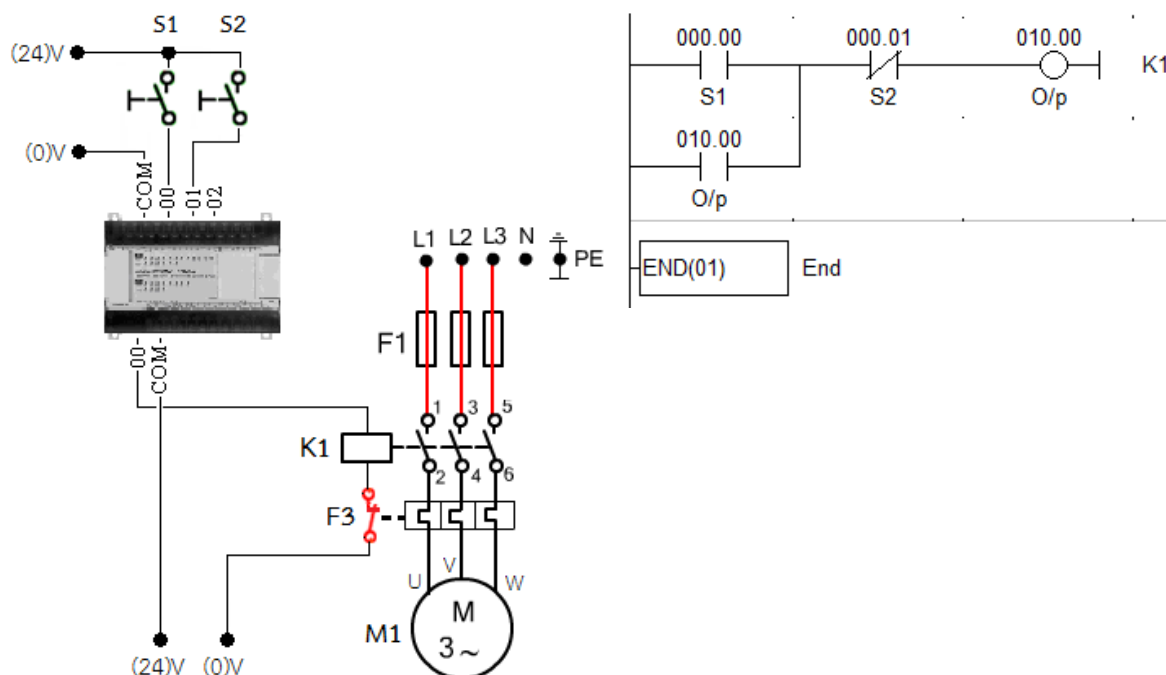 S1 S2
(24)V
(0)V
COM
00
01
02
00
COM
L1 L2 L3 N PE
F1
1 3 5
K1
2 4 6
F3
U V W
M
3~
M1
(24)V (0)V
000.00 000.01 010.00 K1
S1 S2 O/p
010.00
O/p
END(01) End